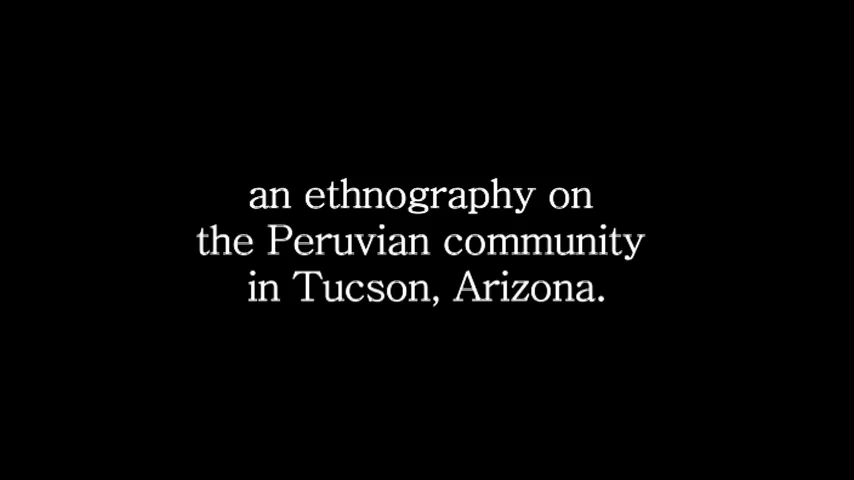 an ethnography on
the Peruvian community
in Tucson, Arizona.